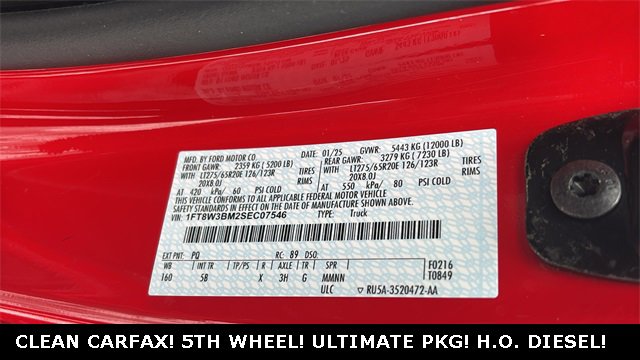 MFD. BY FORD MOTOR CO.
DATE: 01/25 GVWR: 5443 KG (12000 LB)
FRONT GAWR: 2359 KG (5200 LB) REAR GAWR: 3279 KG (7230 LB)
LT275/65R20E 126/123R TIRES LT275/65R20E 126/123R TIRES
20X8.0J RIMS 20X8.0J RIMS
AT 420 kPa/ 60 PSI COLD AT 550 kPa/ 80 PSI COLD
THIS VEHICLE CONFORMS TO ALL APPLICABLE FEDERAL MOTOR
VEHICLE SAFETY STANDARDS IN EFFECT ON THE DATE OF
MANUFACTURE SHOWN ABOVE.
VIN: 1FT8W3BM2SEC07546 TYPE: Truck
EXT PNT: PQ RC: 89 DSO:
WB INT TR TP/PS R AXLE TR SPR F0216
160 5B X 3H G MMNN T0849
ULC ▽ RU5A-3520472-AA
CLEAN CARFAX! 5TH WHEEL! ULTIMATE PKG! H.O. DIESEL!